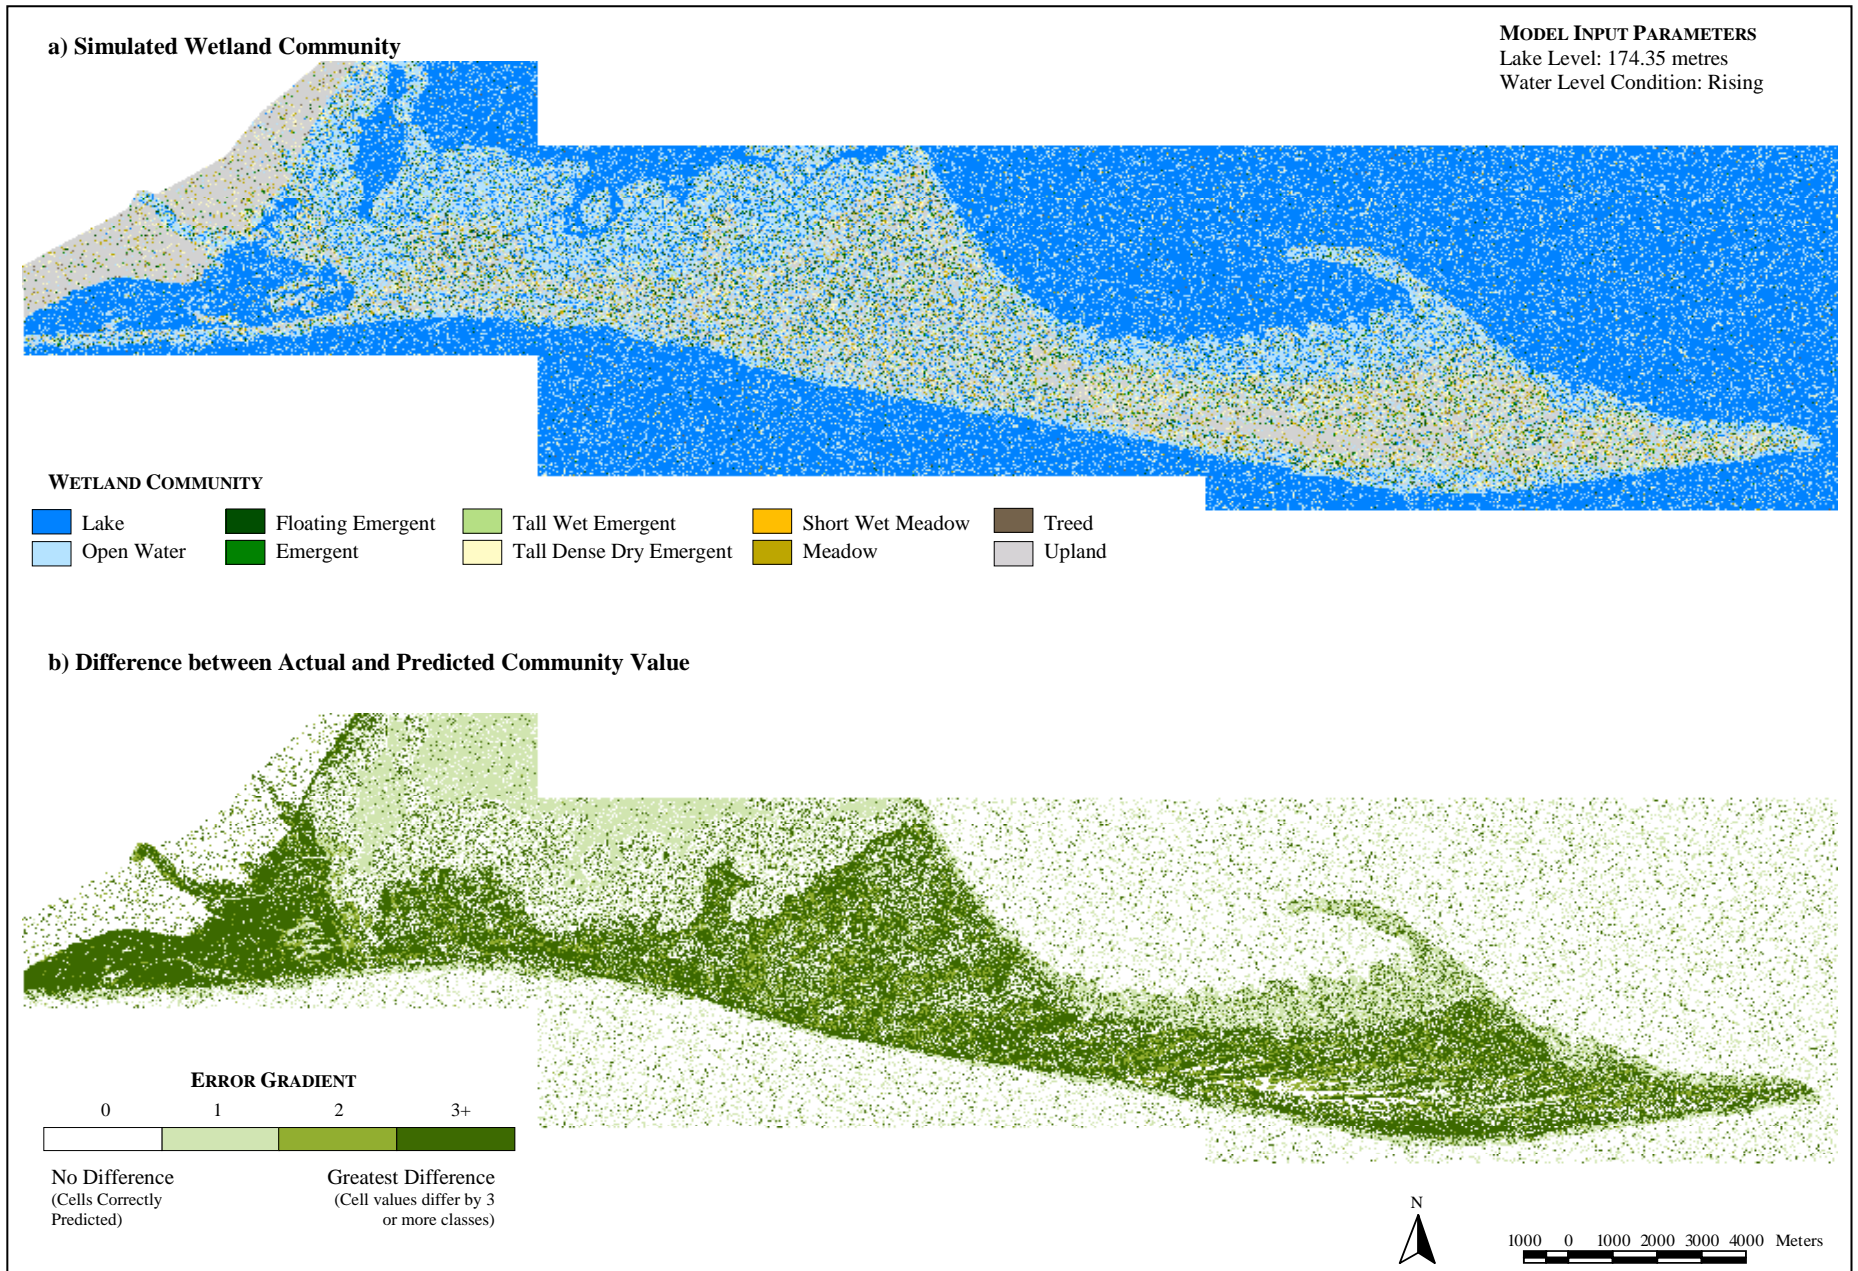 a) Simulated Wetland Community
MODEL INPUT PARAMETERS
Lake Level: 174.35 metres
Water Level Condition: Rising
WETLAND COMMUNITY
Lake
Floating Emergent
Tall Wet Emergent
Short Wet Meadow
Treed
Open Water
Emergent
Tall Dense Dry Emergent
Meadow
Upland
b) Difference between Actual and Predicted Community Value
ERROR GRADIENT
0 1 2 3+
No Difference
(Cells Correctly
Predicted)
Greatest Difference
(Cell values differ by 3
or more classes)
N
1000 0 1000 2000 3000 4000 Meters